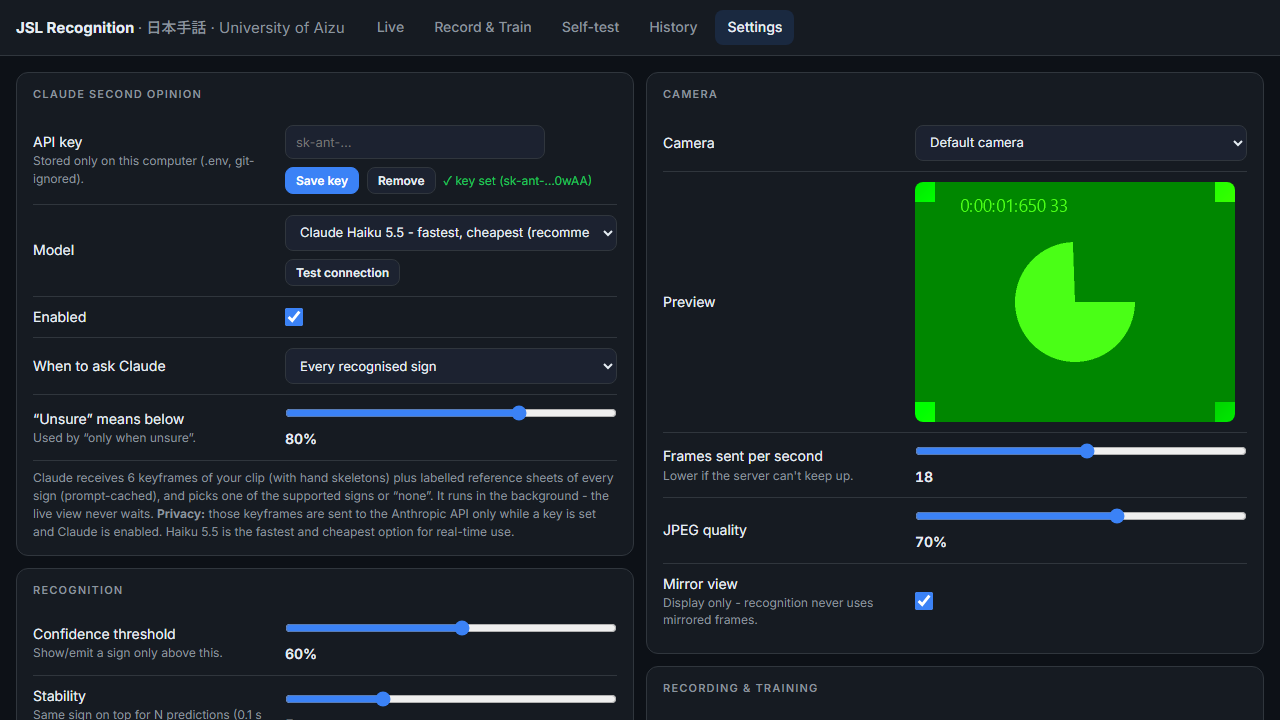 JSL Recognition · 日本手話 · University of Aizu
Live
Record & Train
Self-test
History
Settings
CLAUDE SECOND OPINION
API key
Stored only on this computer (.env, git-
ignored).
sk-ant-...
Save key
Remove
✓ key set (sk-ant-...0wAA)
Model
Claude Haiku 5.5 - fastest, cheapest (recomme
Test connection
Enabled
When to ask Claude
Every recognised sign
“Unsure” means below
Used by “only when unsure”.
80%
Claude receives 6 keyframes of your clip (with hand skeletons) plus labelled reference sheets of every
sign (prompt-cached), and picks one of the supported signs or “none”. It runs in the background - the
live view never waits. Privacy: those keyframes are sent to the Anthropic API only while a key is set
and Claude is enabled. Haiku 5.5 is the fastest and cheapest option for real-time use.
RECOGNITION
Confidence threshold
Show/emit a sign only above this.
60%
Stability
Same sign on top for N predictions (0.1 s
CAMERA
Camera
Default camera
Preview
0:00:01:650 33
Frames sent per second
Lower if the server can't keep up.
18
JPEG quality
70%
Mirror view
Display only - recognition never uses
mirrored frames.
RECORDING & TRAINING